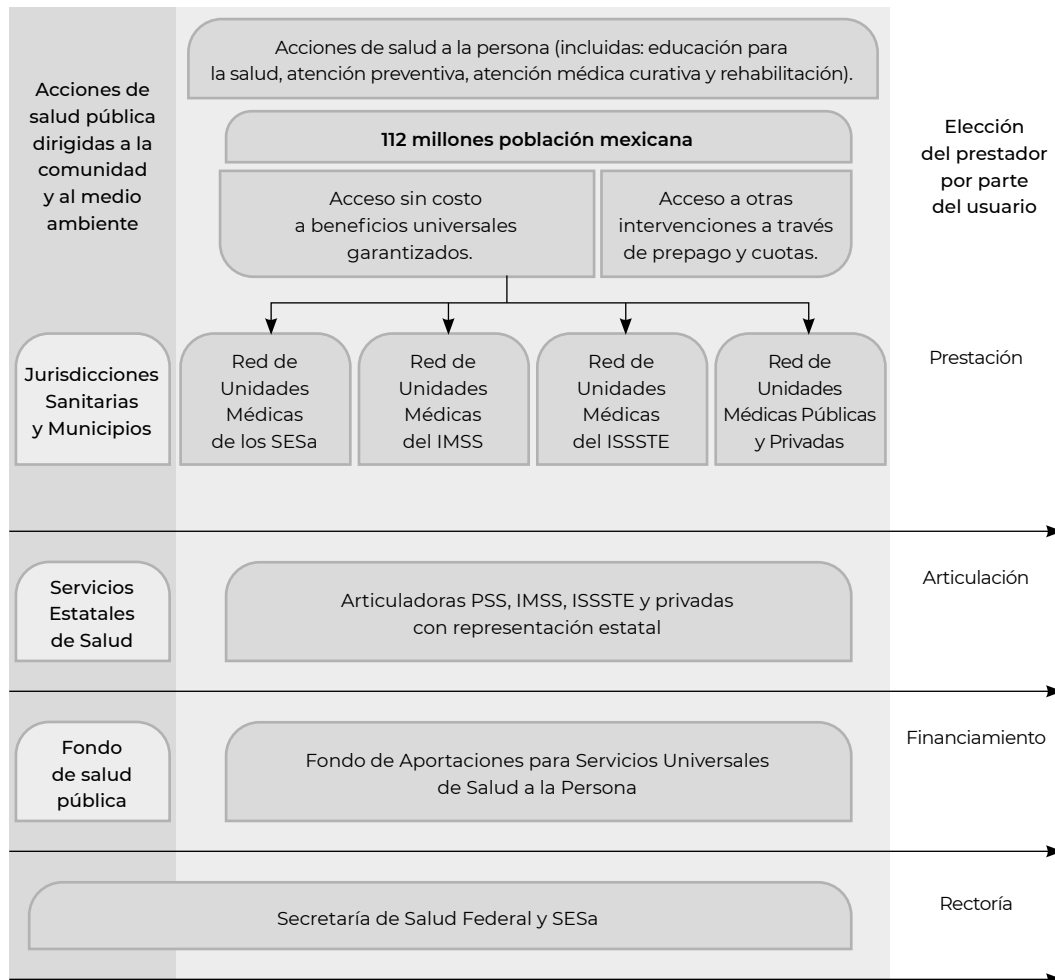 Acciones de salud a la persona (incluidas: educación para
la salud, atención preventiva, atención médica curativa y rehabilitación).
Acciones de
salud pública
dirigidas a la
comunidad
y al medio
ambiente
112 millones población mexicana
Elección
del prestador
por parte
del usuario
Acceso sin costo
a beneficios universales
garantizados.
Acceso a otras
intervenciones a través
de prepago y cuotas.
Jurisdicciones
Sanitarias
y Municipios
Red de
Unidades
Médicas
de los SESa
Red de
Unidades
Médicas
del IMSS
Red de
Unidades
Médicas
del ISSSTE
Red de
Unidades
Médicas Públicas
y Privadas
Prestación
Servicios
Estatales
de Salud
Articuladoras PSS, IMSS, ISSSTE y privadas
con representación estatal
Articulación
Fondo
de salud
pública
Fondo de Aportaciones para Servicios Universales
de Salud a la Persona
Financiamiento
Secretaría de Salud Federal y SESa
Rectoría